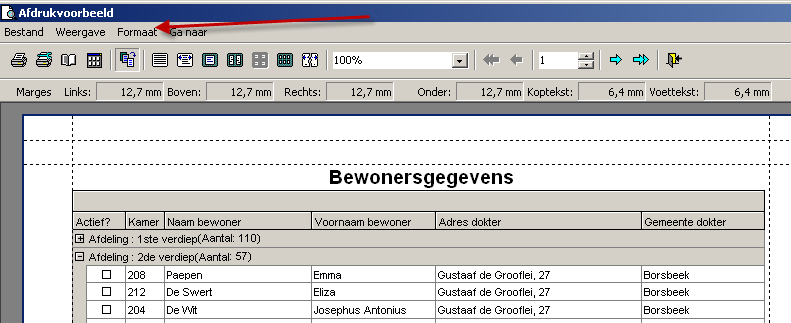 Afdrukvoorbeeld
Bestand Weergave Formaat Ga naar
100% 1
Marges Links: 12,7 mm Boven: 12,7 mm Rechts: 12,7 mm Onder: 12,7 mm Koptekst: 6,4 mm Voettekst: 6,4 mm
Bewonersgegevens
Actief? Kamer Naam bewoner Voornaam bewoner Adres dokter Gemeente dokter
Afdeling : 1ste verdiep(Aantal: 110)
Afdeling : 2de verdiep(Aantal: 57)
208 Paepen Emma Gustaaf de Grooflei, 27 Borsbeek
212 De Swert Eliza Gustaaf de Grooflei, 27 Borsbeek
204 De Wit Josephus Antonius Gustaaf de Grooflei, 27 Borsbeek